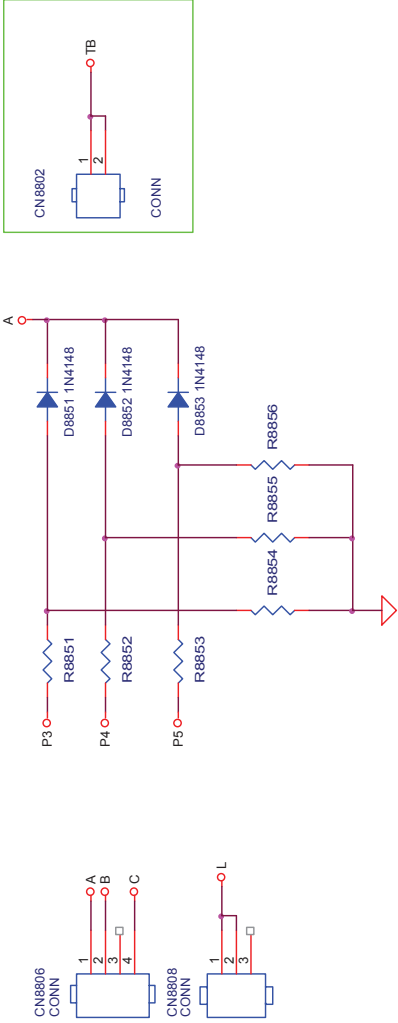 CN8802
1
2
TB
CONN
A
D8851 1N4148
D8852 1N4148
D8853 1N4148
R8856
R8855
R8854
R8851
R8852
R8853
P3
P4
P5
CN8806
CONN
1
2
3
4
A
B
C
CN8808
CONN
1
2
3
L